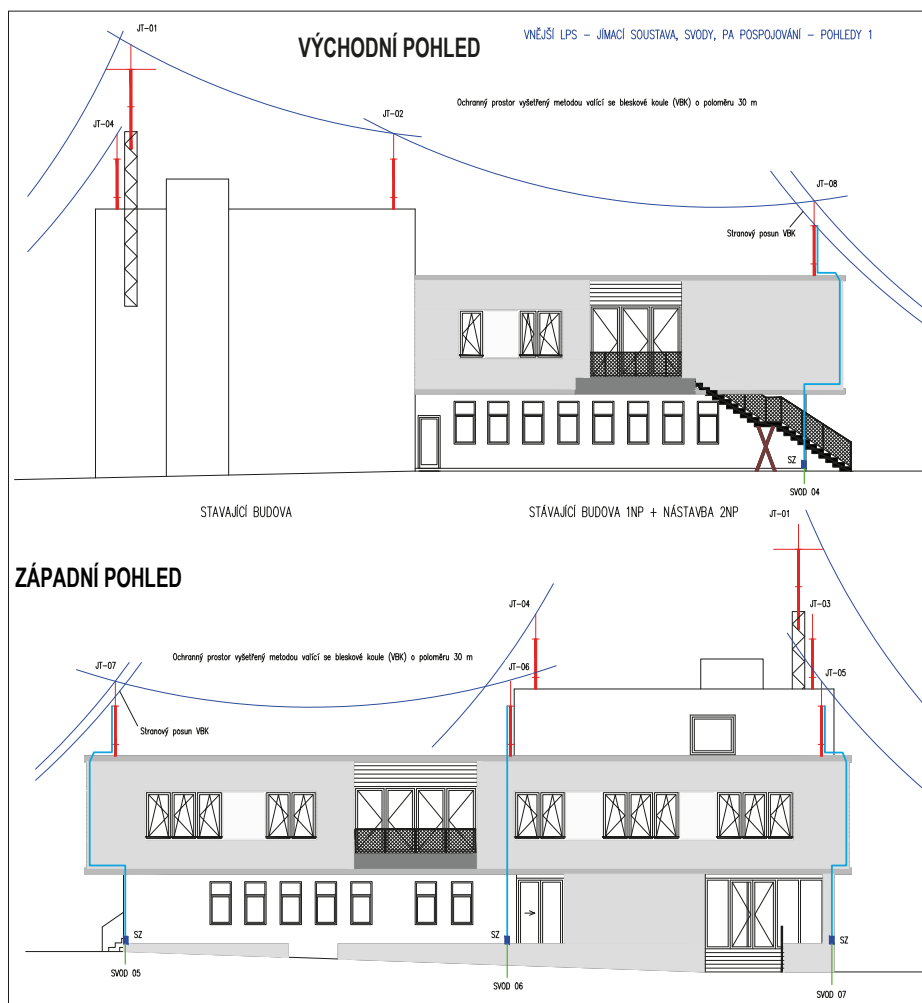 JT-01
VÝCHODNÍ POHLED
VNĚJŠÍ LPS – JÍMACÍ SOUSTAVA, SVODY, PA POSPOJOVÁNÍ – POHLEDY 1
Ochranný prostor vyšetřený metodou valící se bleskové koule (VBK) o poloměru 30 m
JT-04
JT-02
JT-08
Stranový posun VBK
SZ
SVOD 04
STAVAJÍCÍ BUDOVA
STÁVAJÍCÍ BUDOVA 1NP + NÁSTAVBA 2NP
JT-01
ZÁPADNÍ POHLED
JT-04
JT-03
Ochranný prostor vyšetřený metodou valící se bleskové koule (VBK) o poloměru 30 m
JT-07
JT-06
JT-05
Stranový posun VBK
SZ
SZ
SZ
SVOD 05
SVOD 06
SVOD 07